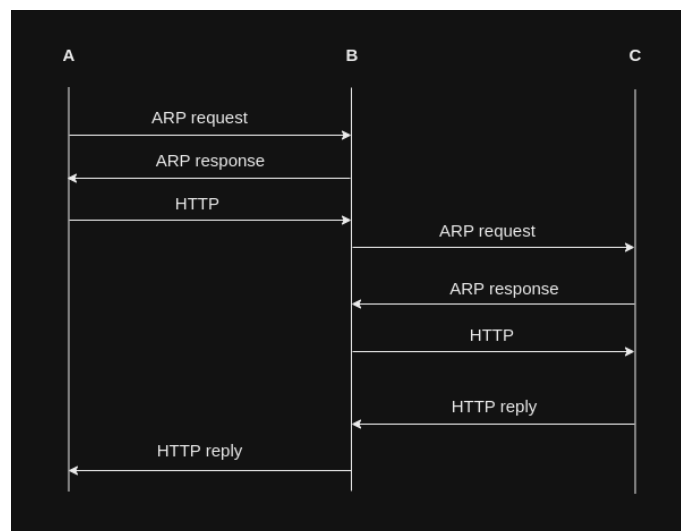 A B C
ARP request
ARP response
HTTP
ARP request
ARP response
HTTP
HTTP reply
HTTP reply